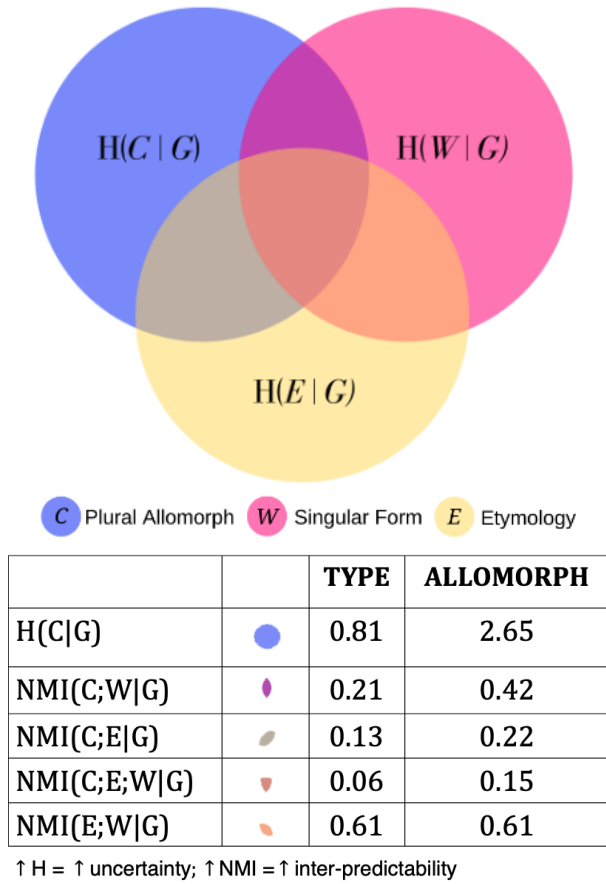 H(C | G)
H(W | G)
H(E | G)
C Plural Allomorph W Singular Form E Etymology
TYPE ALLOMORPH
H(C|G) 0.81 2.65
NMI(C;W|G) 0.21 0.42
NMI(C;E|G) 0.13 0.22
NMI(C;E;W|G) 0.06 0.15
NMI(E;W|G) 0.61 0.61
↑ H = ↑ uncertainty; ↑ NMI =↑ inter-predictability